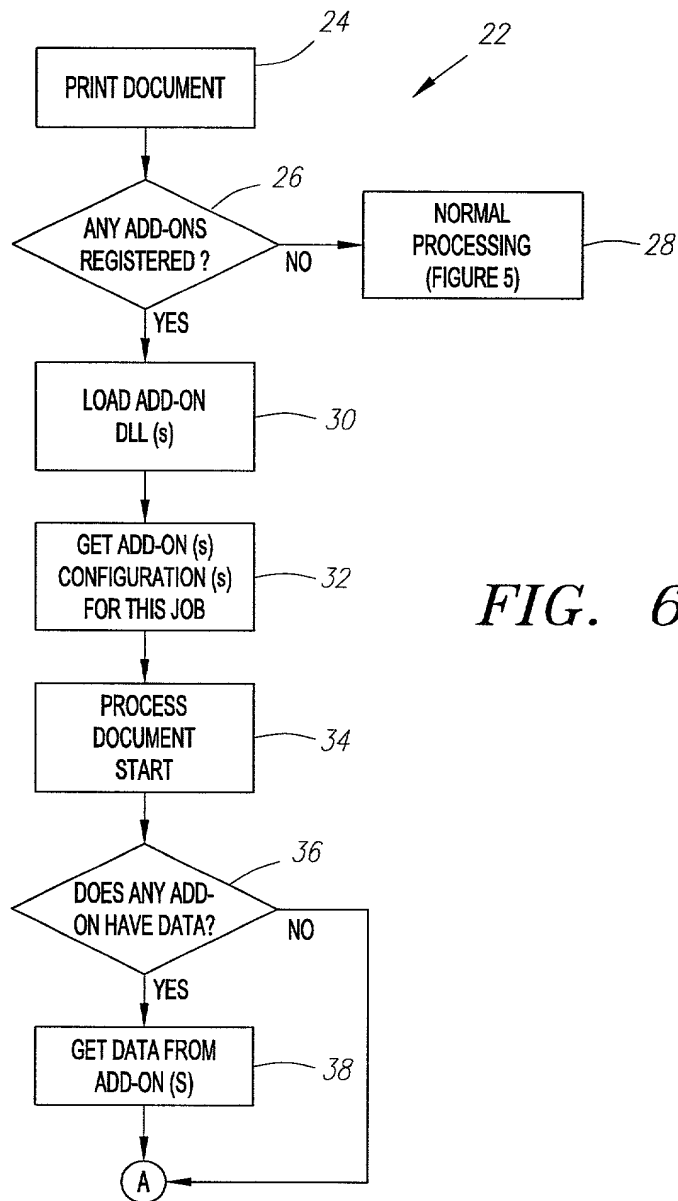 24
22
PRINT DOCUMENT
26
ANY ADD-ONS
REGISTERED ?
NO
NORMAL
PROCESSING
(FIGURE 5)
28
YES
LOAD ADD-ON
DLL (s)
30
GET ADD-ON (s)
CONFIGURATION (s)
FOR THIS JOB
32
FIG. 6
PROCESS
DOCUMENT
START
34
36
DOES ANY ADD-
ON HAVE DATA?
NO
YES
GET DATA FROM
ADD-ON (S)
38
A